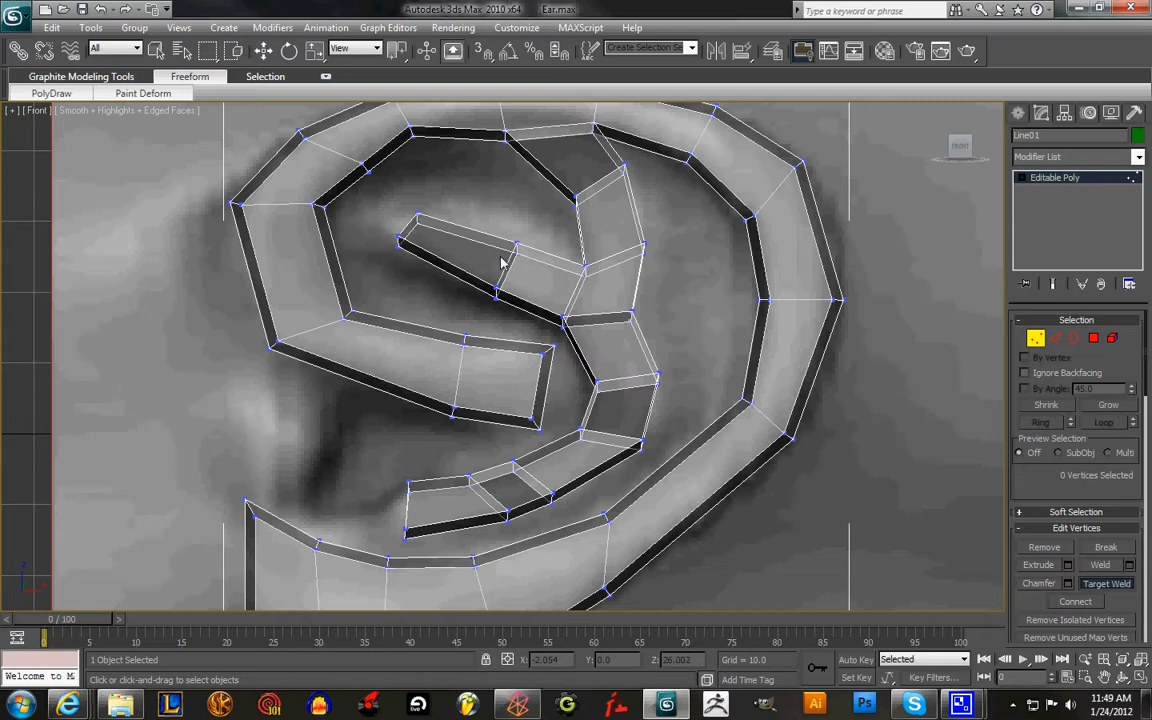 Autodesk 3ds Max 2010 x64 Ear.max
Type a keyword or phrase
Edit Tools Group Views Create Modifiers Animation Graph Editors Rendering Customize MAXScript Help
All View Create Selection Se
Graphite Modeling Tools Freeform Selection
PolyDraw Paint Deform
[ + ] [ Front ] [ Smooth + Highlights + Edged Faces ]
FRONT
Line01
Modifier List
Editable Poly
- Selection
By Vertex
Ignore Backfacing
By Angle: 45.0
Shrink Grow
Ring Loop
Preview Selection
Off SubObj Multi
0 Vertices Selected
+ Soft Selection
- Edit Vertices
Remove Break
Extrude Weld
Chamfer Target Weld
Connect
Remove Isolated Vertices
Remove Unused Map Verts
0 / 100
0 5 10 15 20 25 30 35 40 45 50 55 60 65 70 75 80 85 90 95 100
1 Object Selected X: -2.054 Y: 0.0 Z: 26.002 Grid = 10.0 Auto Key Selected
Welcome to M Click or click-and-drag to select objects Add Time Tag Set Key Key Filters... 0
11:49 AM
1/24/2012